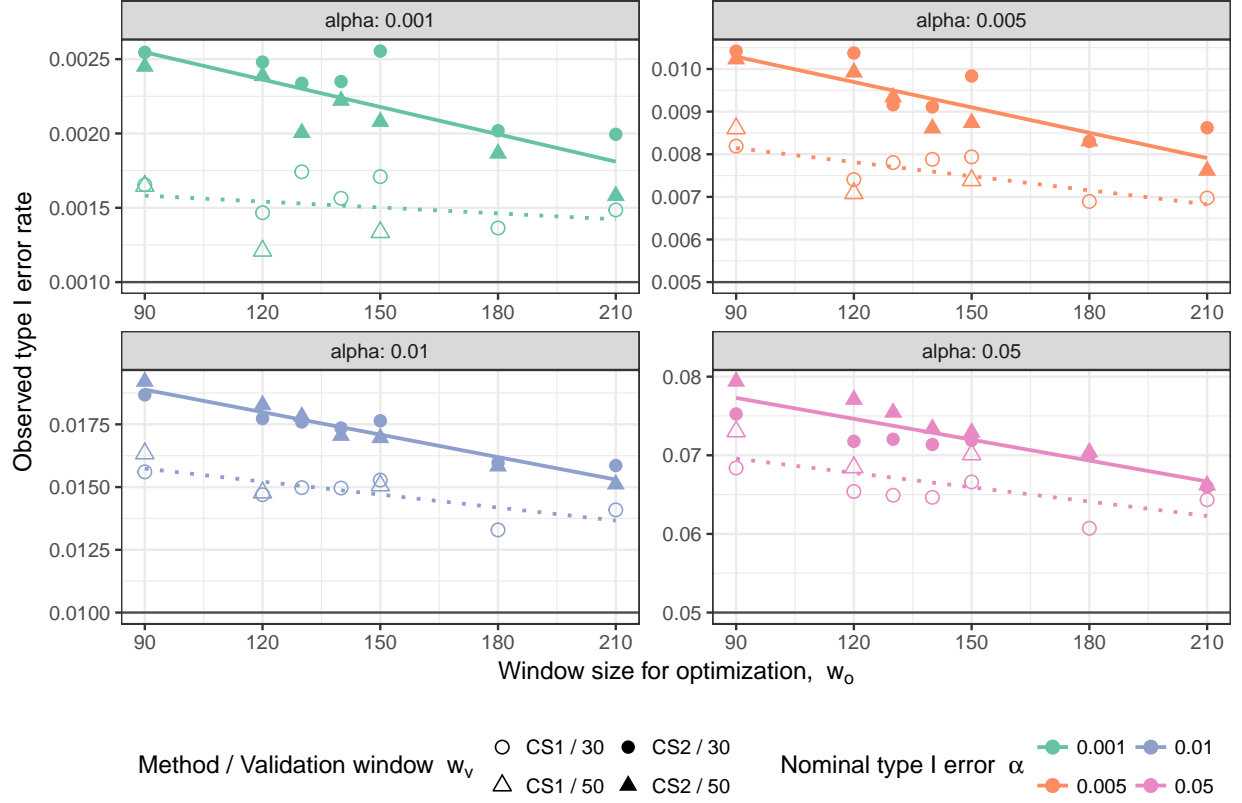 alpha: 0.001
alpha: 0.005
0.0025
0.0020
0.0015
0.0010
0.010
0.009
0.008
0.007
0.006
0.005
90 120 150 180 210
90 120 150 180 210
Observed type I error rate
alpha: 0.01
alpha: 0.05
0.0175
0.0150
0.0125
0.0100
0.08
0.07
0.06
0.05
90 120 150 180 210
90 120 150 180 210
Window size for optimization, wₒ
Method / Validation window wᵥ
CS1 / 30 CS2 / 30
CS1 / 50 CS2 / 50
Nominal type I error α
0.001 0.01
0.005 0.05